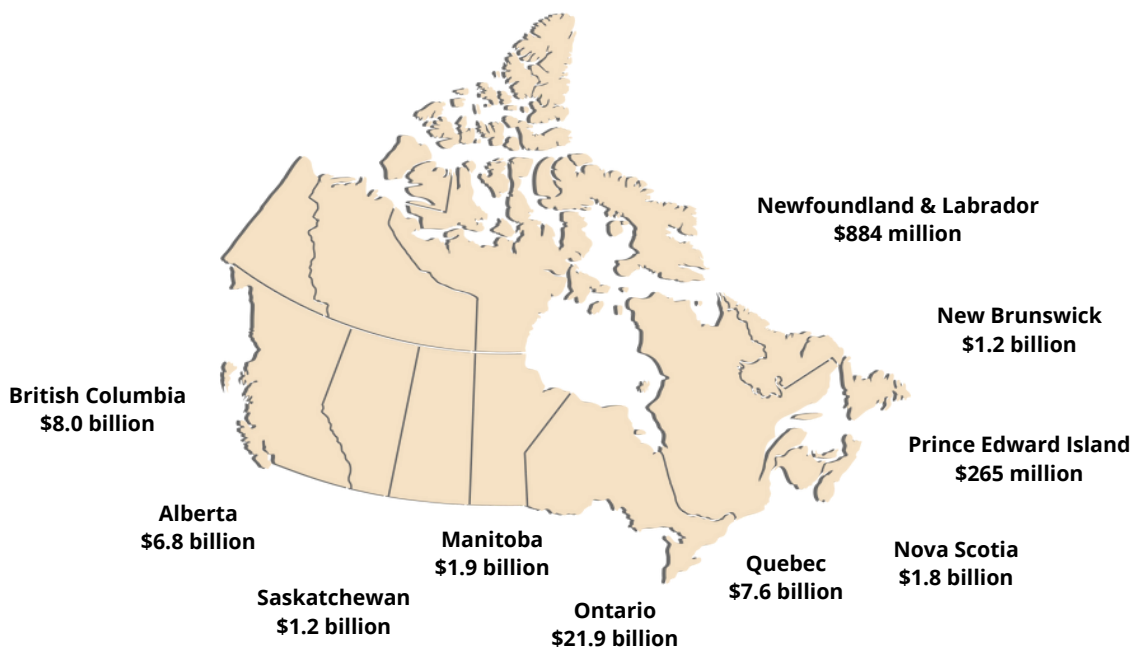 Newfoundland & Labrador
$884 million
New Brunswick
$1.2 billion
British Columbia
$8.0 billion
Prince Edward Island
$265 million
Alberta
$6.8 billion
Manitoba
$1.9 billion
Nova Scotia
$1.8 billion
Quebec
$7.6 billion
Saskatchewan
$1.2 billion
Ontario
$21.9 billion